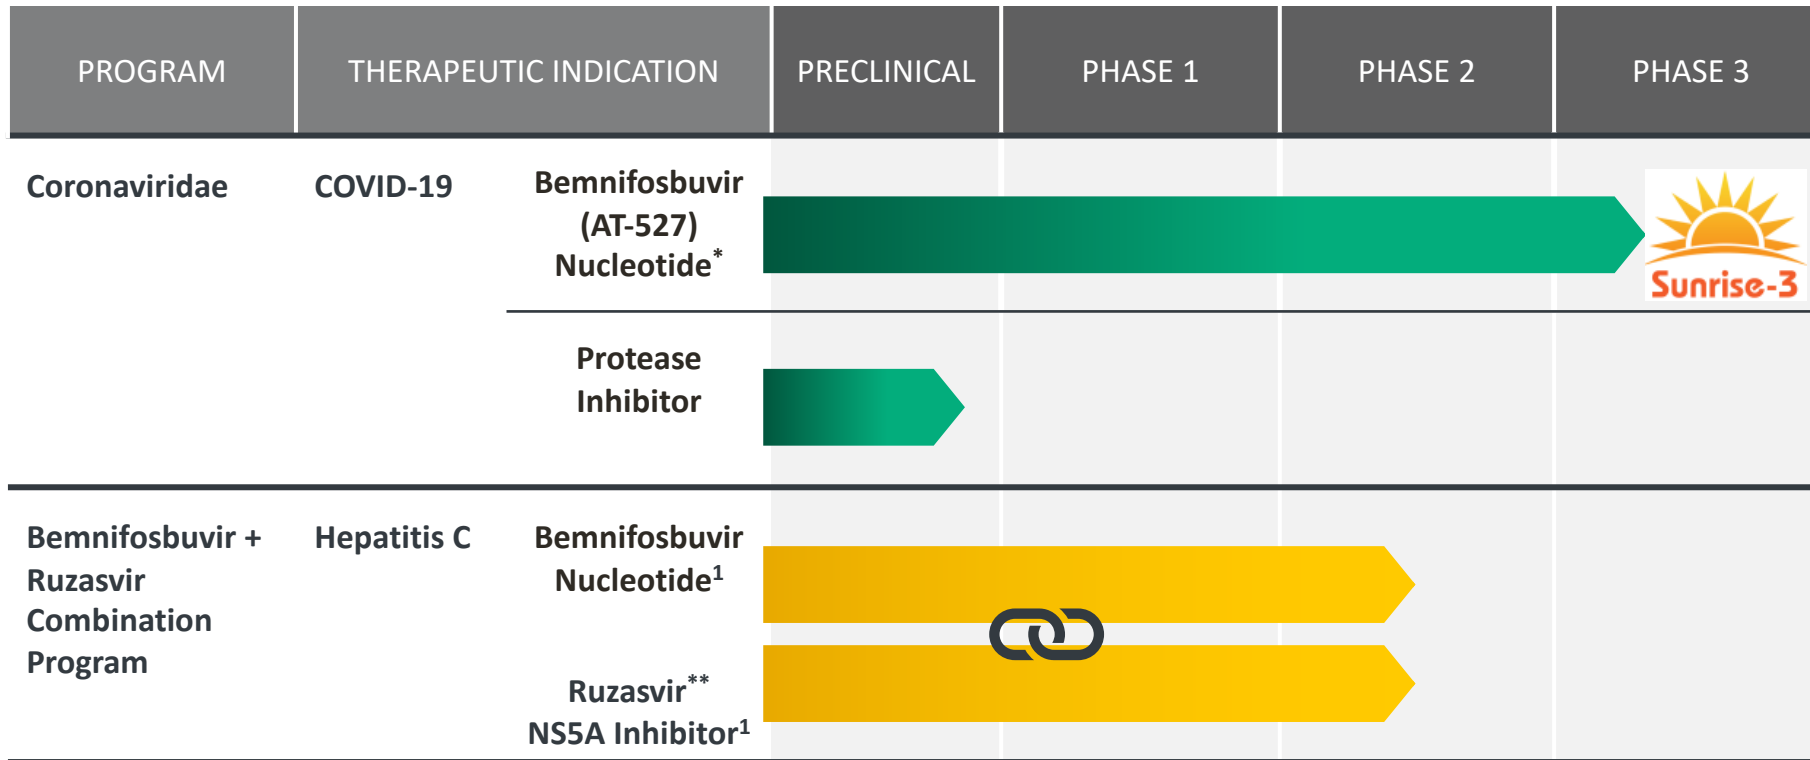 PROGRAM THERAPEUTIC INDICATION PRECLINICAL PHASE 1 PHASE 2 PHASE 3
Coronaviridae COVID-19 Bemnifosbuvir
(AT-527)
Nucleotide*
Sunrise-3
Protease
Inhibitor
Bemnifosbuvir + Hepatitis C Bemnifosbuvir
Ruzasvir Nucleotide1
Combination
Program
Ruzasvir**
NS5A Inhibitor1